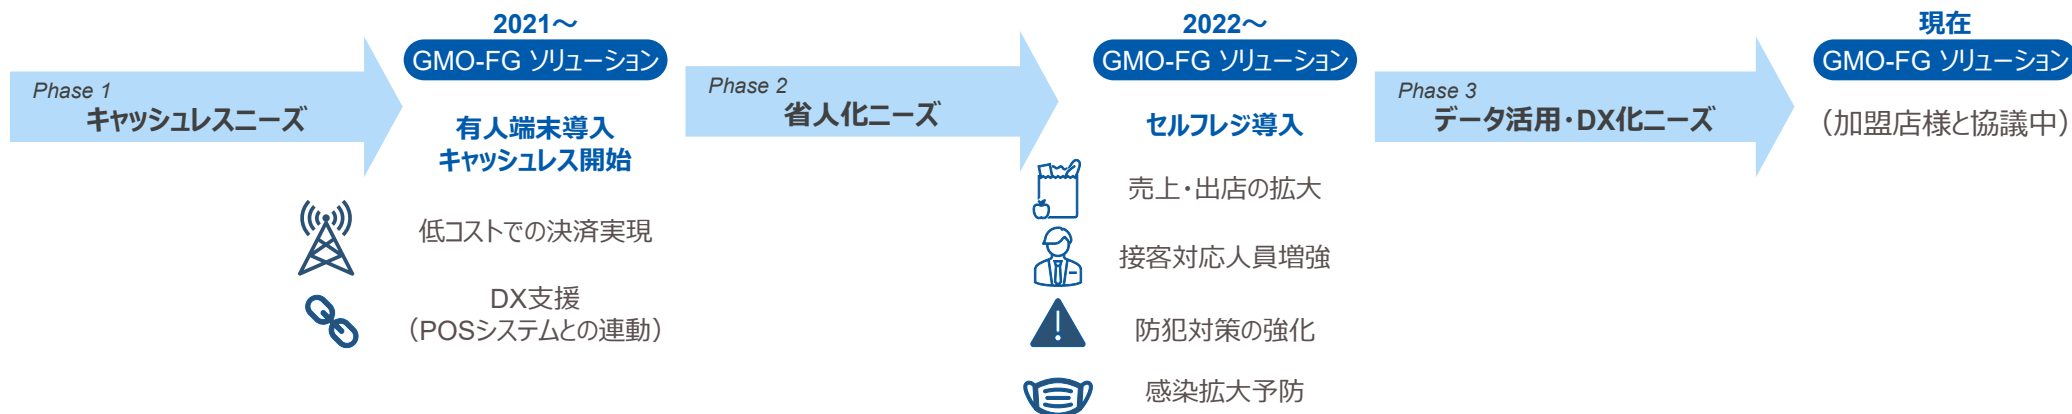 Phase 1
キャッシュレスニーズ
2021～
GMO-FG ソリューション
有人端末導入
キャッシュレス開始
低コストでの決済実現
DX支援
（POSシステムとの連動）
Phase 2
省人化ニーズ
2022～
GMO-FG ソリューション
セルフレジ導入
売上・出店の拡大
接客対応人員増強
防犯対策の強化
感染拡大予防
Phase 3
データ活用・DX化ニーズ
現在
GMO-FG ソリューション
（加盟店様と協議中）